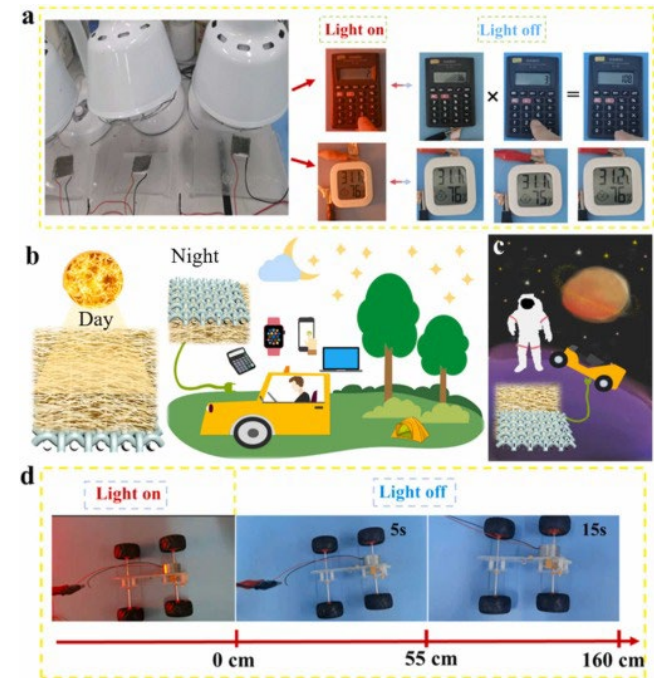 a
Light on
Light off
×
=
b
Night
Day
c
d
Light on
Light off
5s
15s
0 cm
55 cm
160 cm